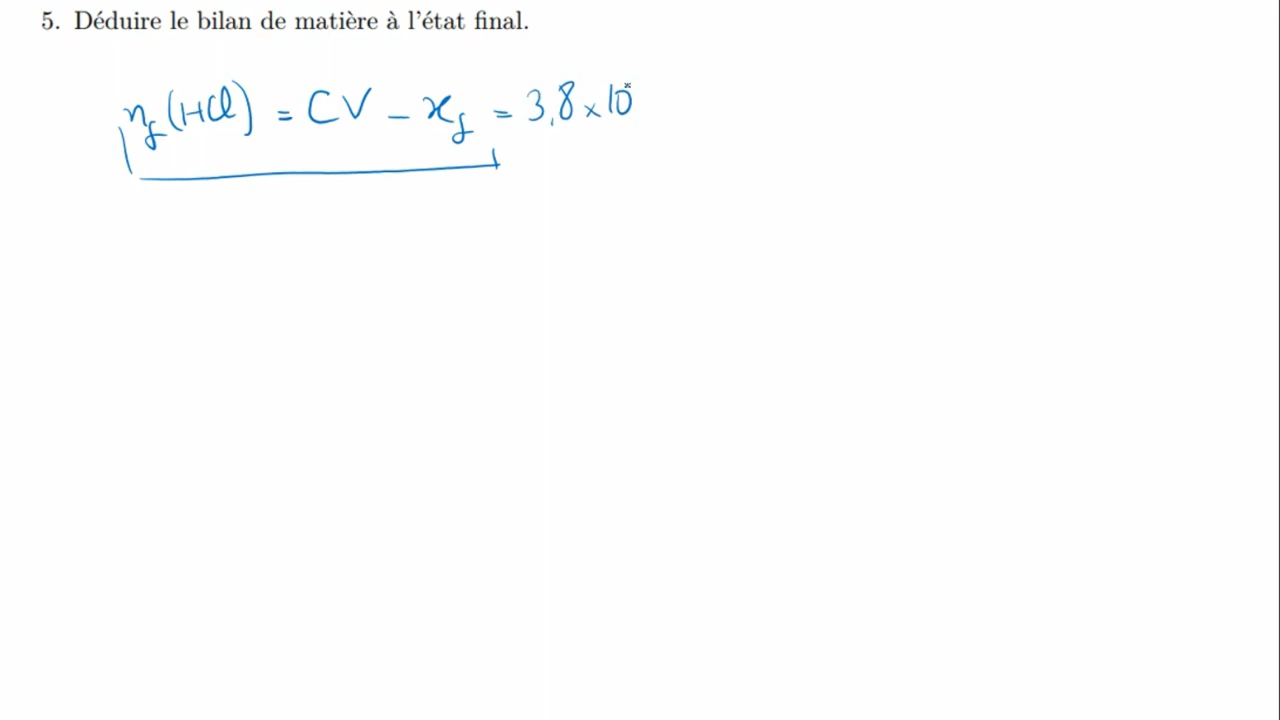 5. Déduire le bilan de matière à l'état final.
n_f(HCl) = CV - x_f = 3,8 × 10